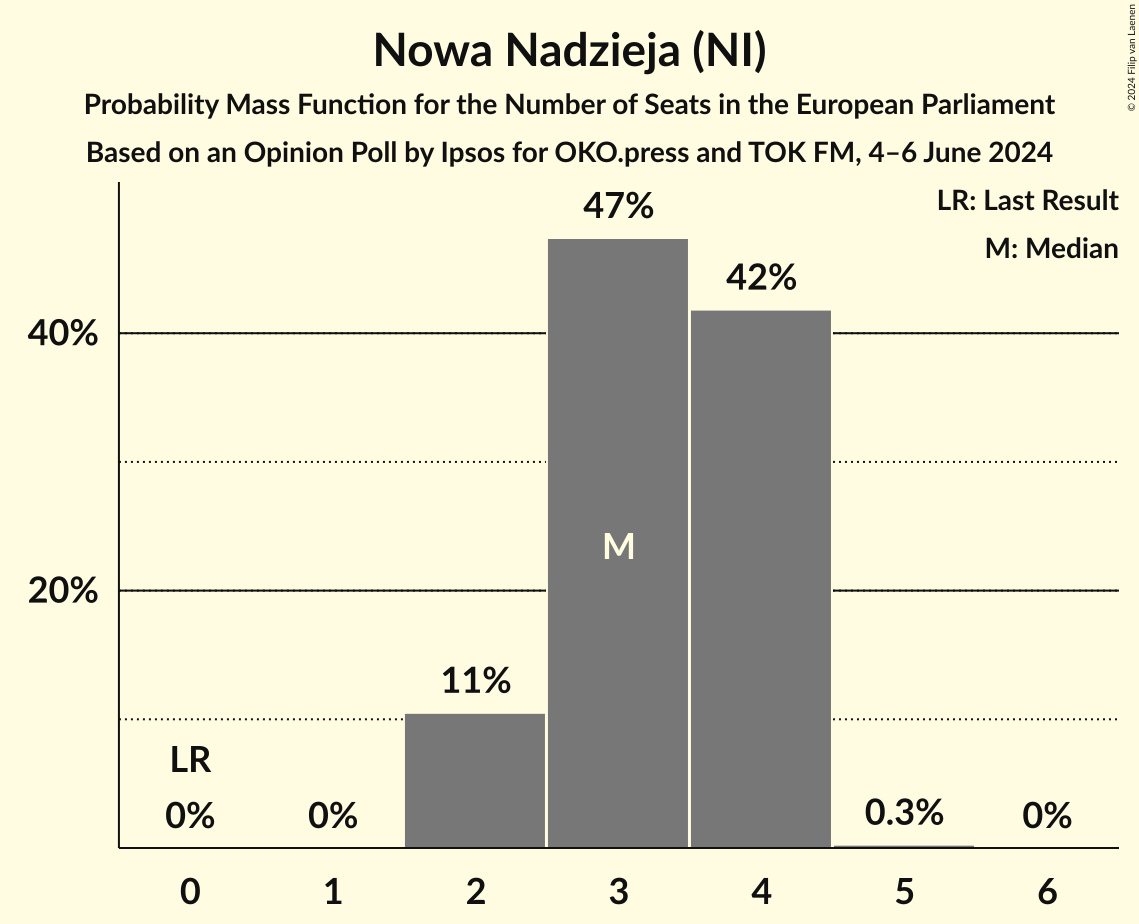 Nowa Nadzieja (NI)
Probability Mass Function for the Number of Seats in the European Parliament
Based on an Opinion Poll by Ipsos for OKO.press and TOK FM, 4–6 June 2024
© 2024 Filip van Laenen
LR: Last Result
M: Median
47%
42%
40%
M
20%
11%
LR
0%
0%
0.3%
0%
0
1
2
3
4
5
6